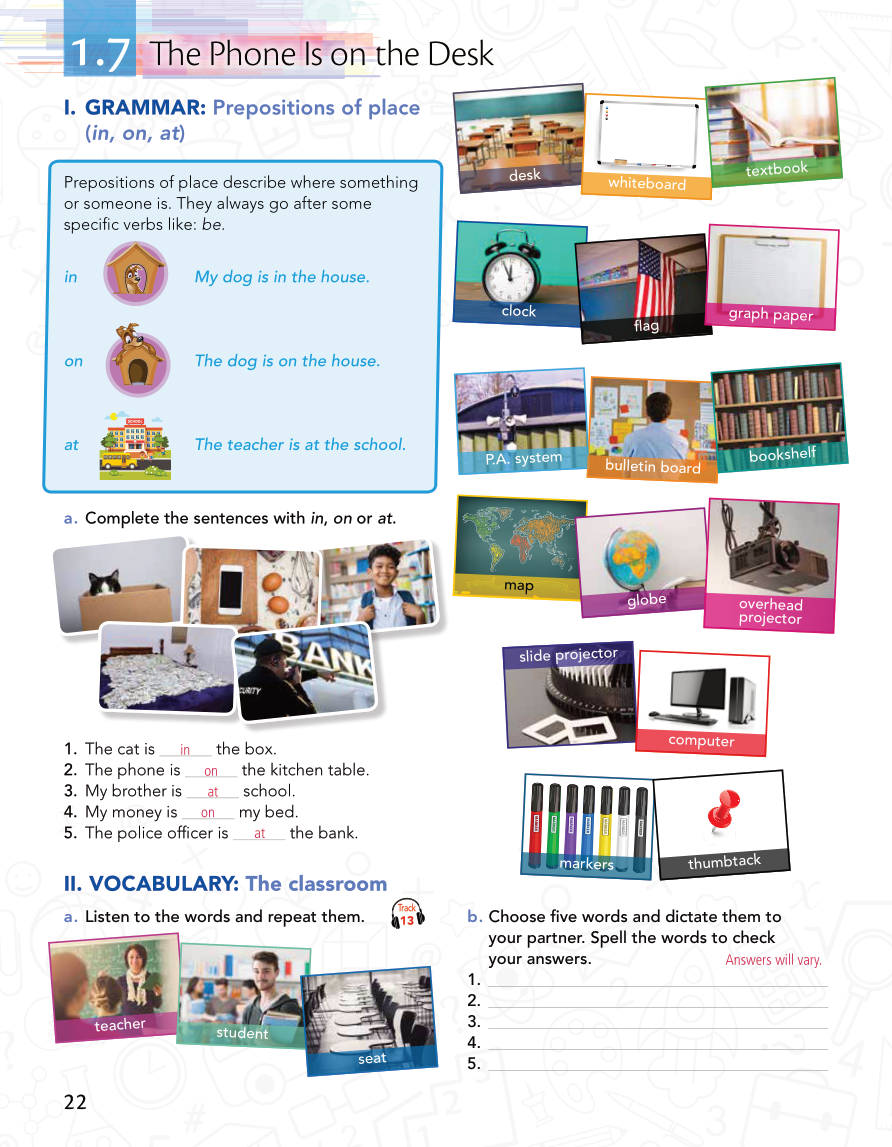 1.7 The Phone Is on the Desk
I. GRAMMAR: Prepositions of place
(in, on, at)
Prepositions of place describe where something
or someone is. They always go after some
specific verbs like: be.
in My dog is in the house.
on The dog is on the house.
SCHOOL
at The teacher is at the school.
a. Complete the sentences with in, on or at.
BANK
CURITY
1. The cat is in the box.
2. The phone is on the kitchen table.
3. My brother is at school.
4. My money is on my bed.
5. The police officer is at the bank.
II. VOCABULARY: The classroom
a. Listen to the words and repeat them.
Track
13
teacher
student
seat
desk
whiteboard
textbook
clock
flag
graph paper
P.A. system
bulletin board
bookshelf
map
globe
overhead
projector
slide projector
computer
markers
thumbtack
b. Choose five words and dictate them to
your partner. Spell the words to check
your answers. Answers will vary.
1.
2.
3.
4.
5.
22